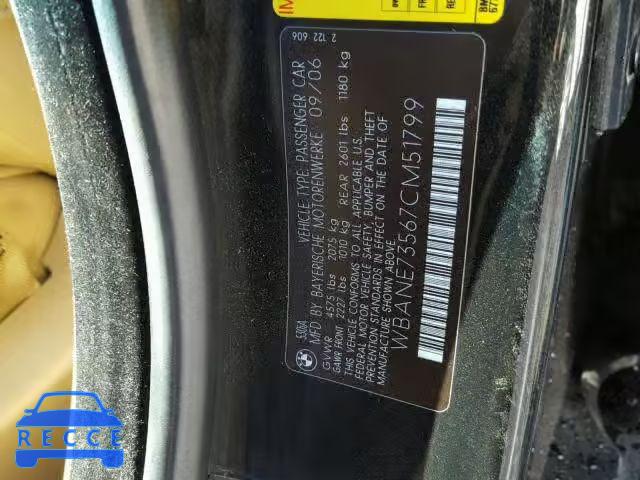 2 122 606
VEHICLE TYPE: PASSENGER CAR
MFD BY BAYERISCHE MOTORENWERKE 09/06
530I
GVWR 4575 lbs 2075 kg
GAWR FRONT 2227 lbs 1010 kg REAR 2601 lbs 1180 kg
THIS VEHICLE CONFORMS TO ALL APPLICABLE U.S.
FEDERAL MOTOR VEHICLE SAFETY, BUMPER AND THEFT
PREVENTION STANDARDS IN EFFECT ON THE DATE OF
MANUFACTURE SHOWN ABOVE.
WBANE73567CM51799
RECCE